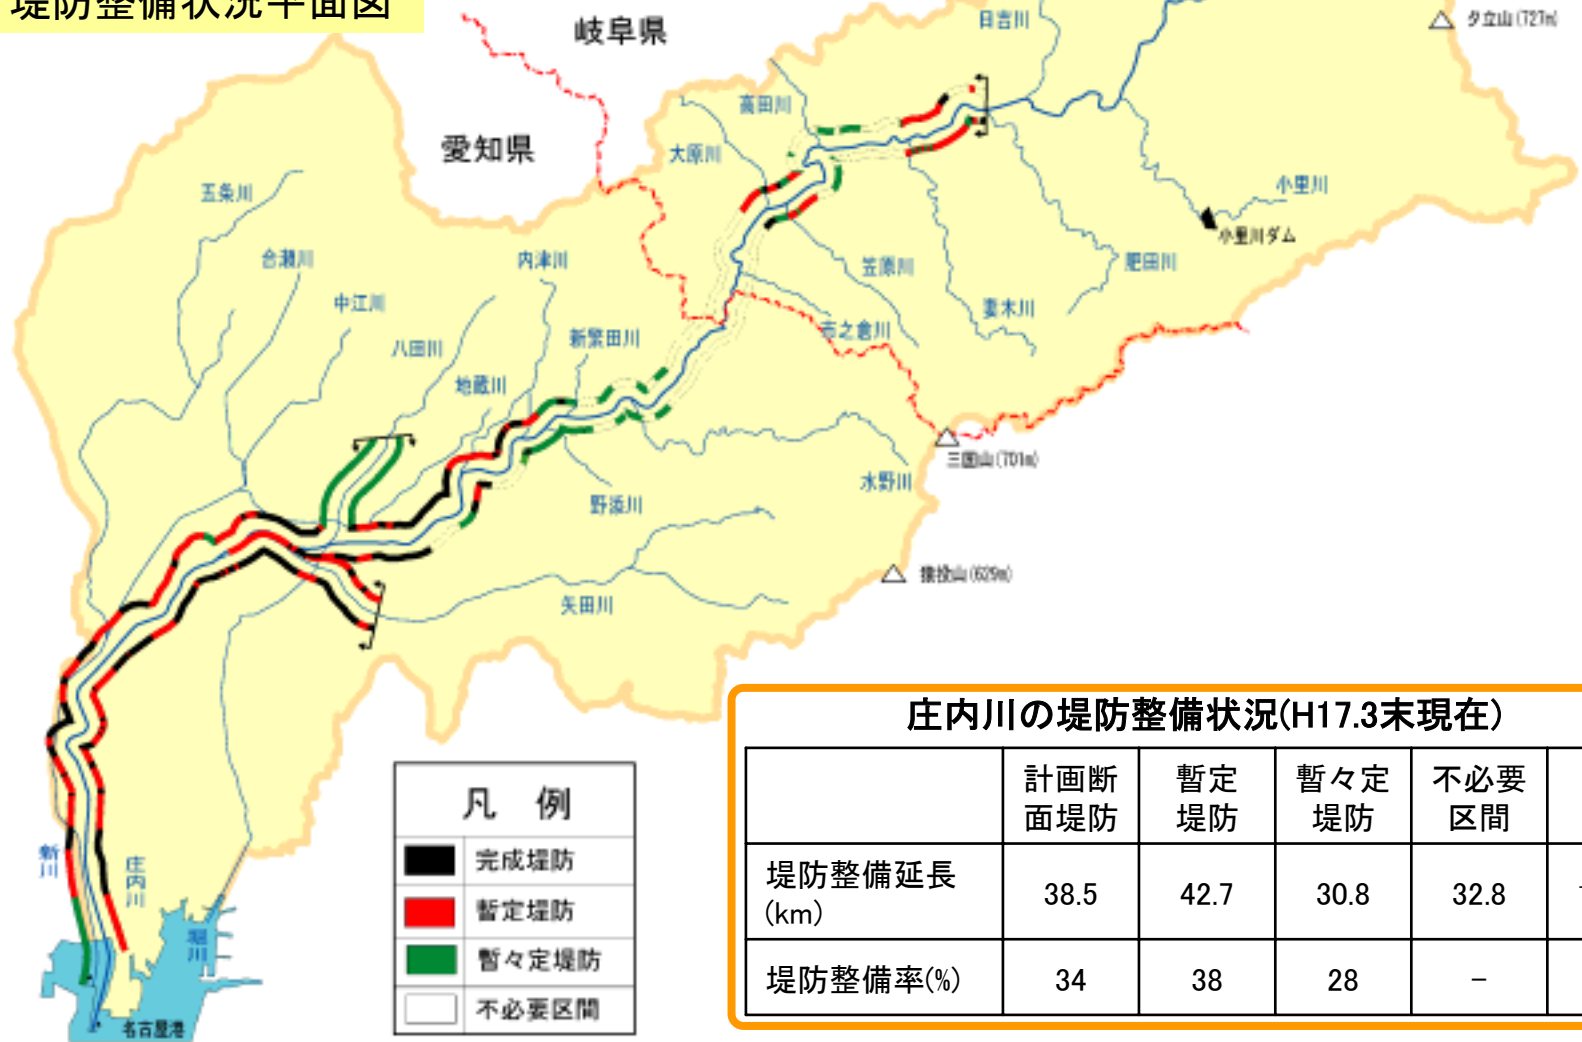 堤防整備状況平面図
岐阜県
日吉川
夕立山(727m)
高田川
愛知県
大原川
五条川
小里川
小里川ダム
合瀬川
内津川
笠原川
肥田川
中江川
妻木川
新繁田川
市之倉川
八田川
地蔵川
三国山(701m)
水野川
野添川
猿投山(629m)
矢田川
新川
庄内川
堀川
名古屋港
凡 例
完成堤防
暫定堤防
暫々定堤防
不必要区間
庄内川の堤防整備状況(H17.3末現在)
計画断
面堤防
暫定
堤防
暫々定
堤防
不必要
区間
堤防整備延長
(km)
38.5
42.7
30.8
32.8
堤防整備率(%)
34
38
28
－